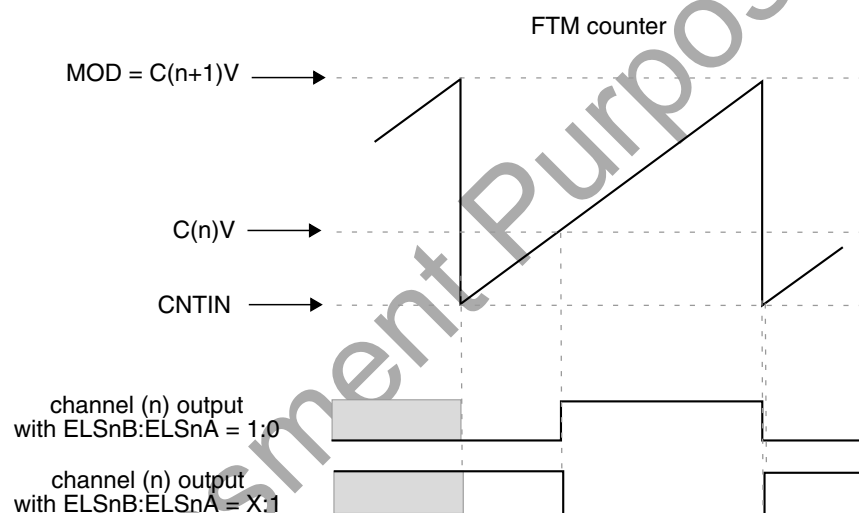 FTM counter
MOD = C(n+1)V
C(n)V
CNTIN
channel (n) output
with ELSnB:ELSnA = 1:0
channel (n) output
with ELSnB:ELSnA = X:1